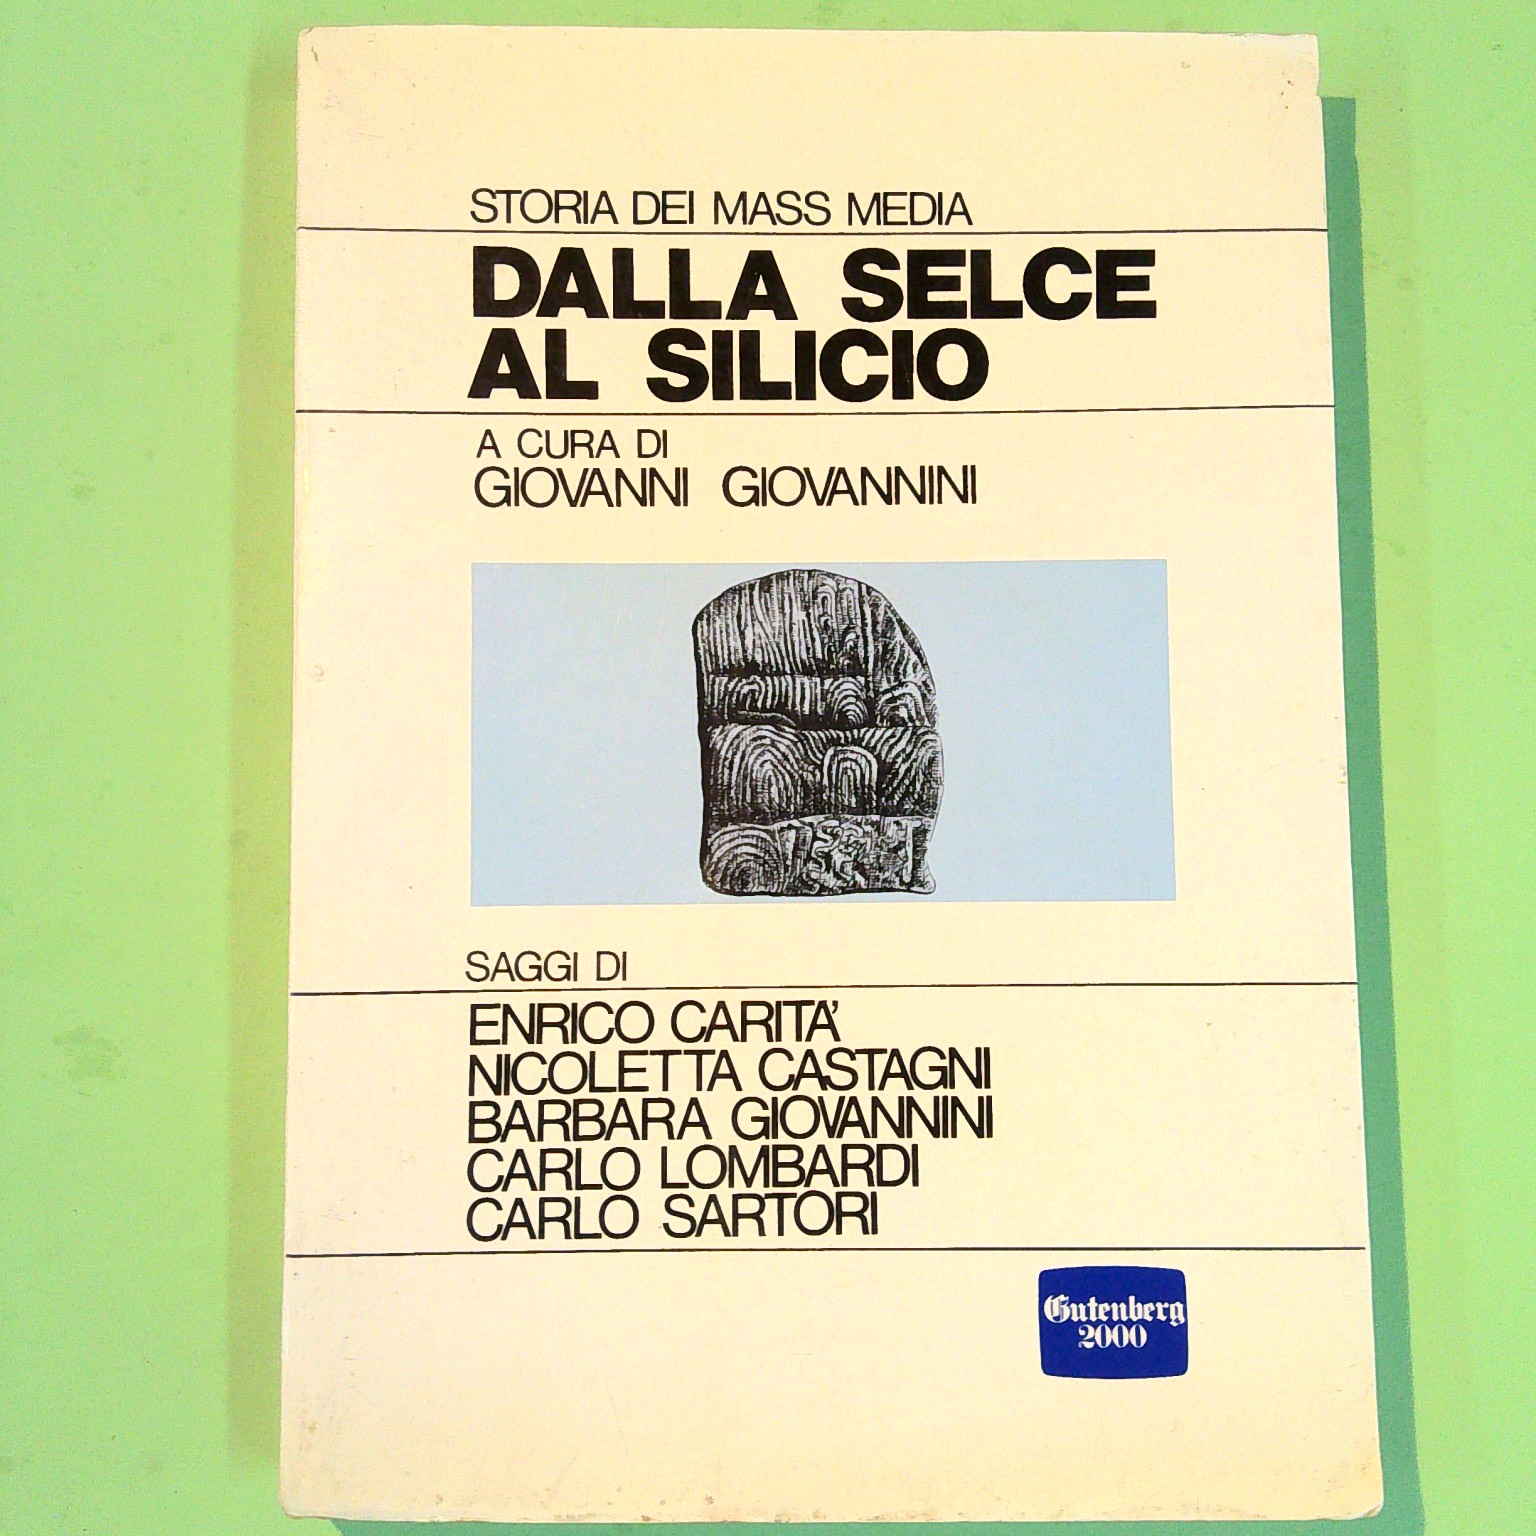 STORIA DEI MASS MEDIA
DALLA SELCE
AL SILICIO
A CURA DI
GIOVANNI GIOVANNINI
SAGGI DI
ENRICO CARITA'
NICOLETTA CASTAGNI
BARBARA GIOVANNINI
CARLO LOMBARDI
CARLO SARTORI
Gutenberg
2000